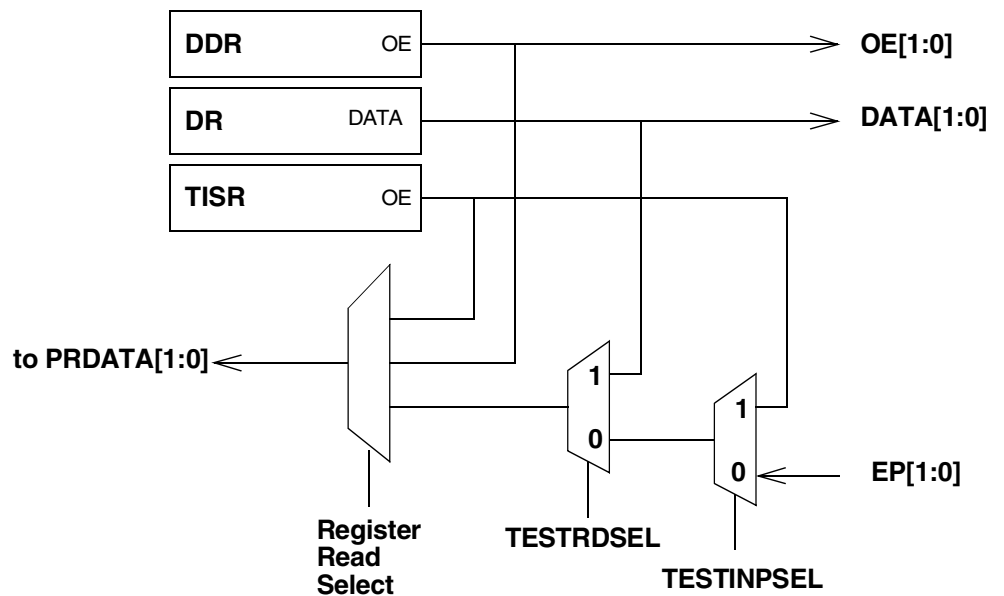 DDR OE OE[1:0]
DR DATA DATA[1:0]
TISR OE
to PRDATA[1:0]
1
1
0
0 EP[1:0]
Register
Read
Select
TESTRDSEL
TESTINPSEL